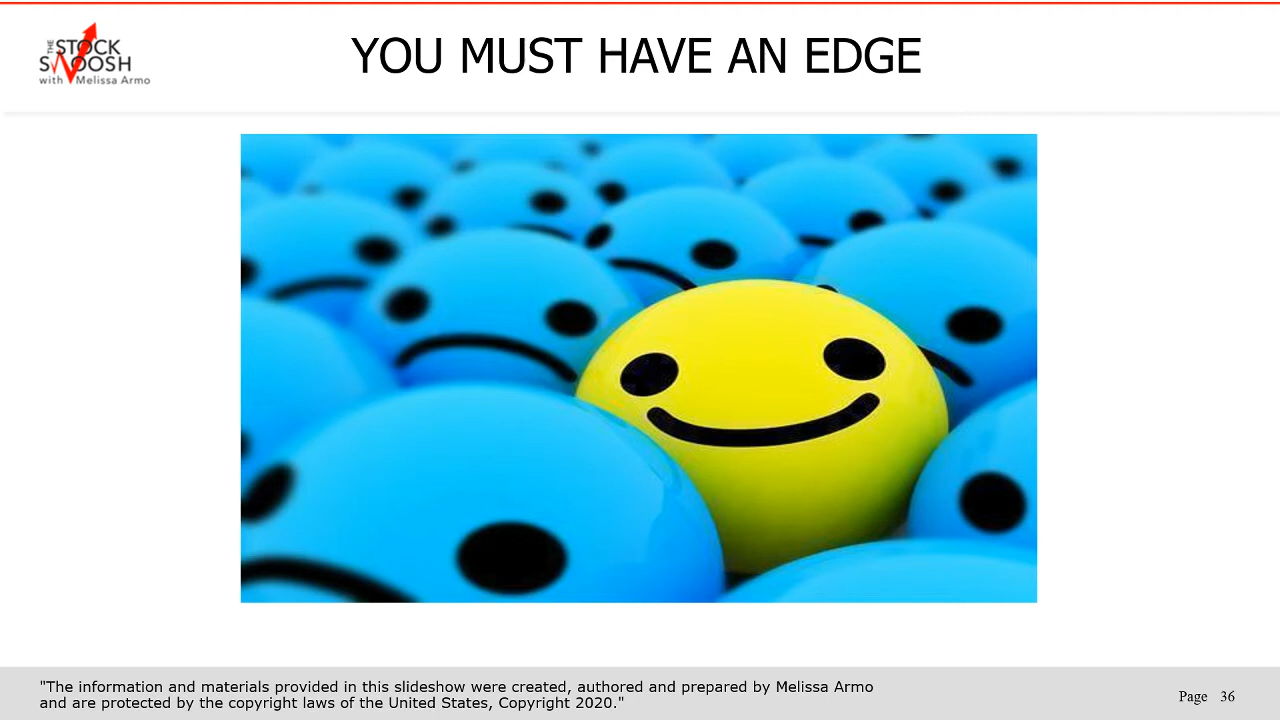 THE
STOCK
SWOOSH
with Melissa Armo
YOU MUST HAVE AN EDGE
"The information and materials provided in this slideshow were created, authored and prepared by Melissa Armo
and are protected by the copyright laws of the United States, Copyright 2020."
Page 36